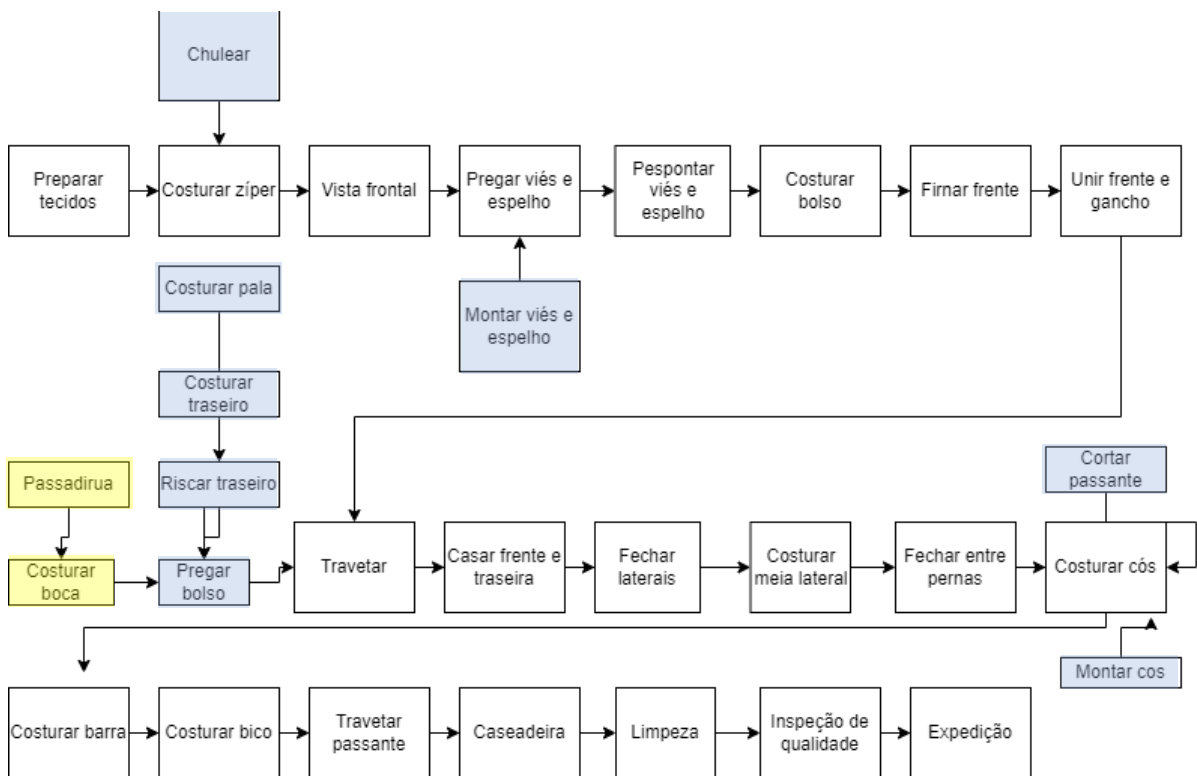 Chulear
Preparar
tecidos
Costurar zíper
Vista frontal
Pregar viés e
espelho
Pespontar
viés e
espelho
Costurar
bolso
Firnar frente
Unir frente e
gancho
Costurar pala
Montar viés e
espelho
Costurar
traseiro
Passadirua
Riscar traseiro
Cortar
passante
Costurar
boca
Pregar
bolso
Travetar
Casar frente e
traseira
Fechar
laterais
Costurar
meia lateral
Fechar entre
pernas
Costurar cós
Montar cos
Costurar barra
Costurar bico
Travetar
passante
Caseadeira
Limpeza
Inspeção de
qualidade
Expedição